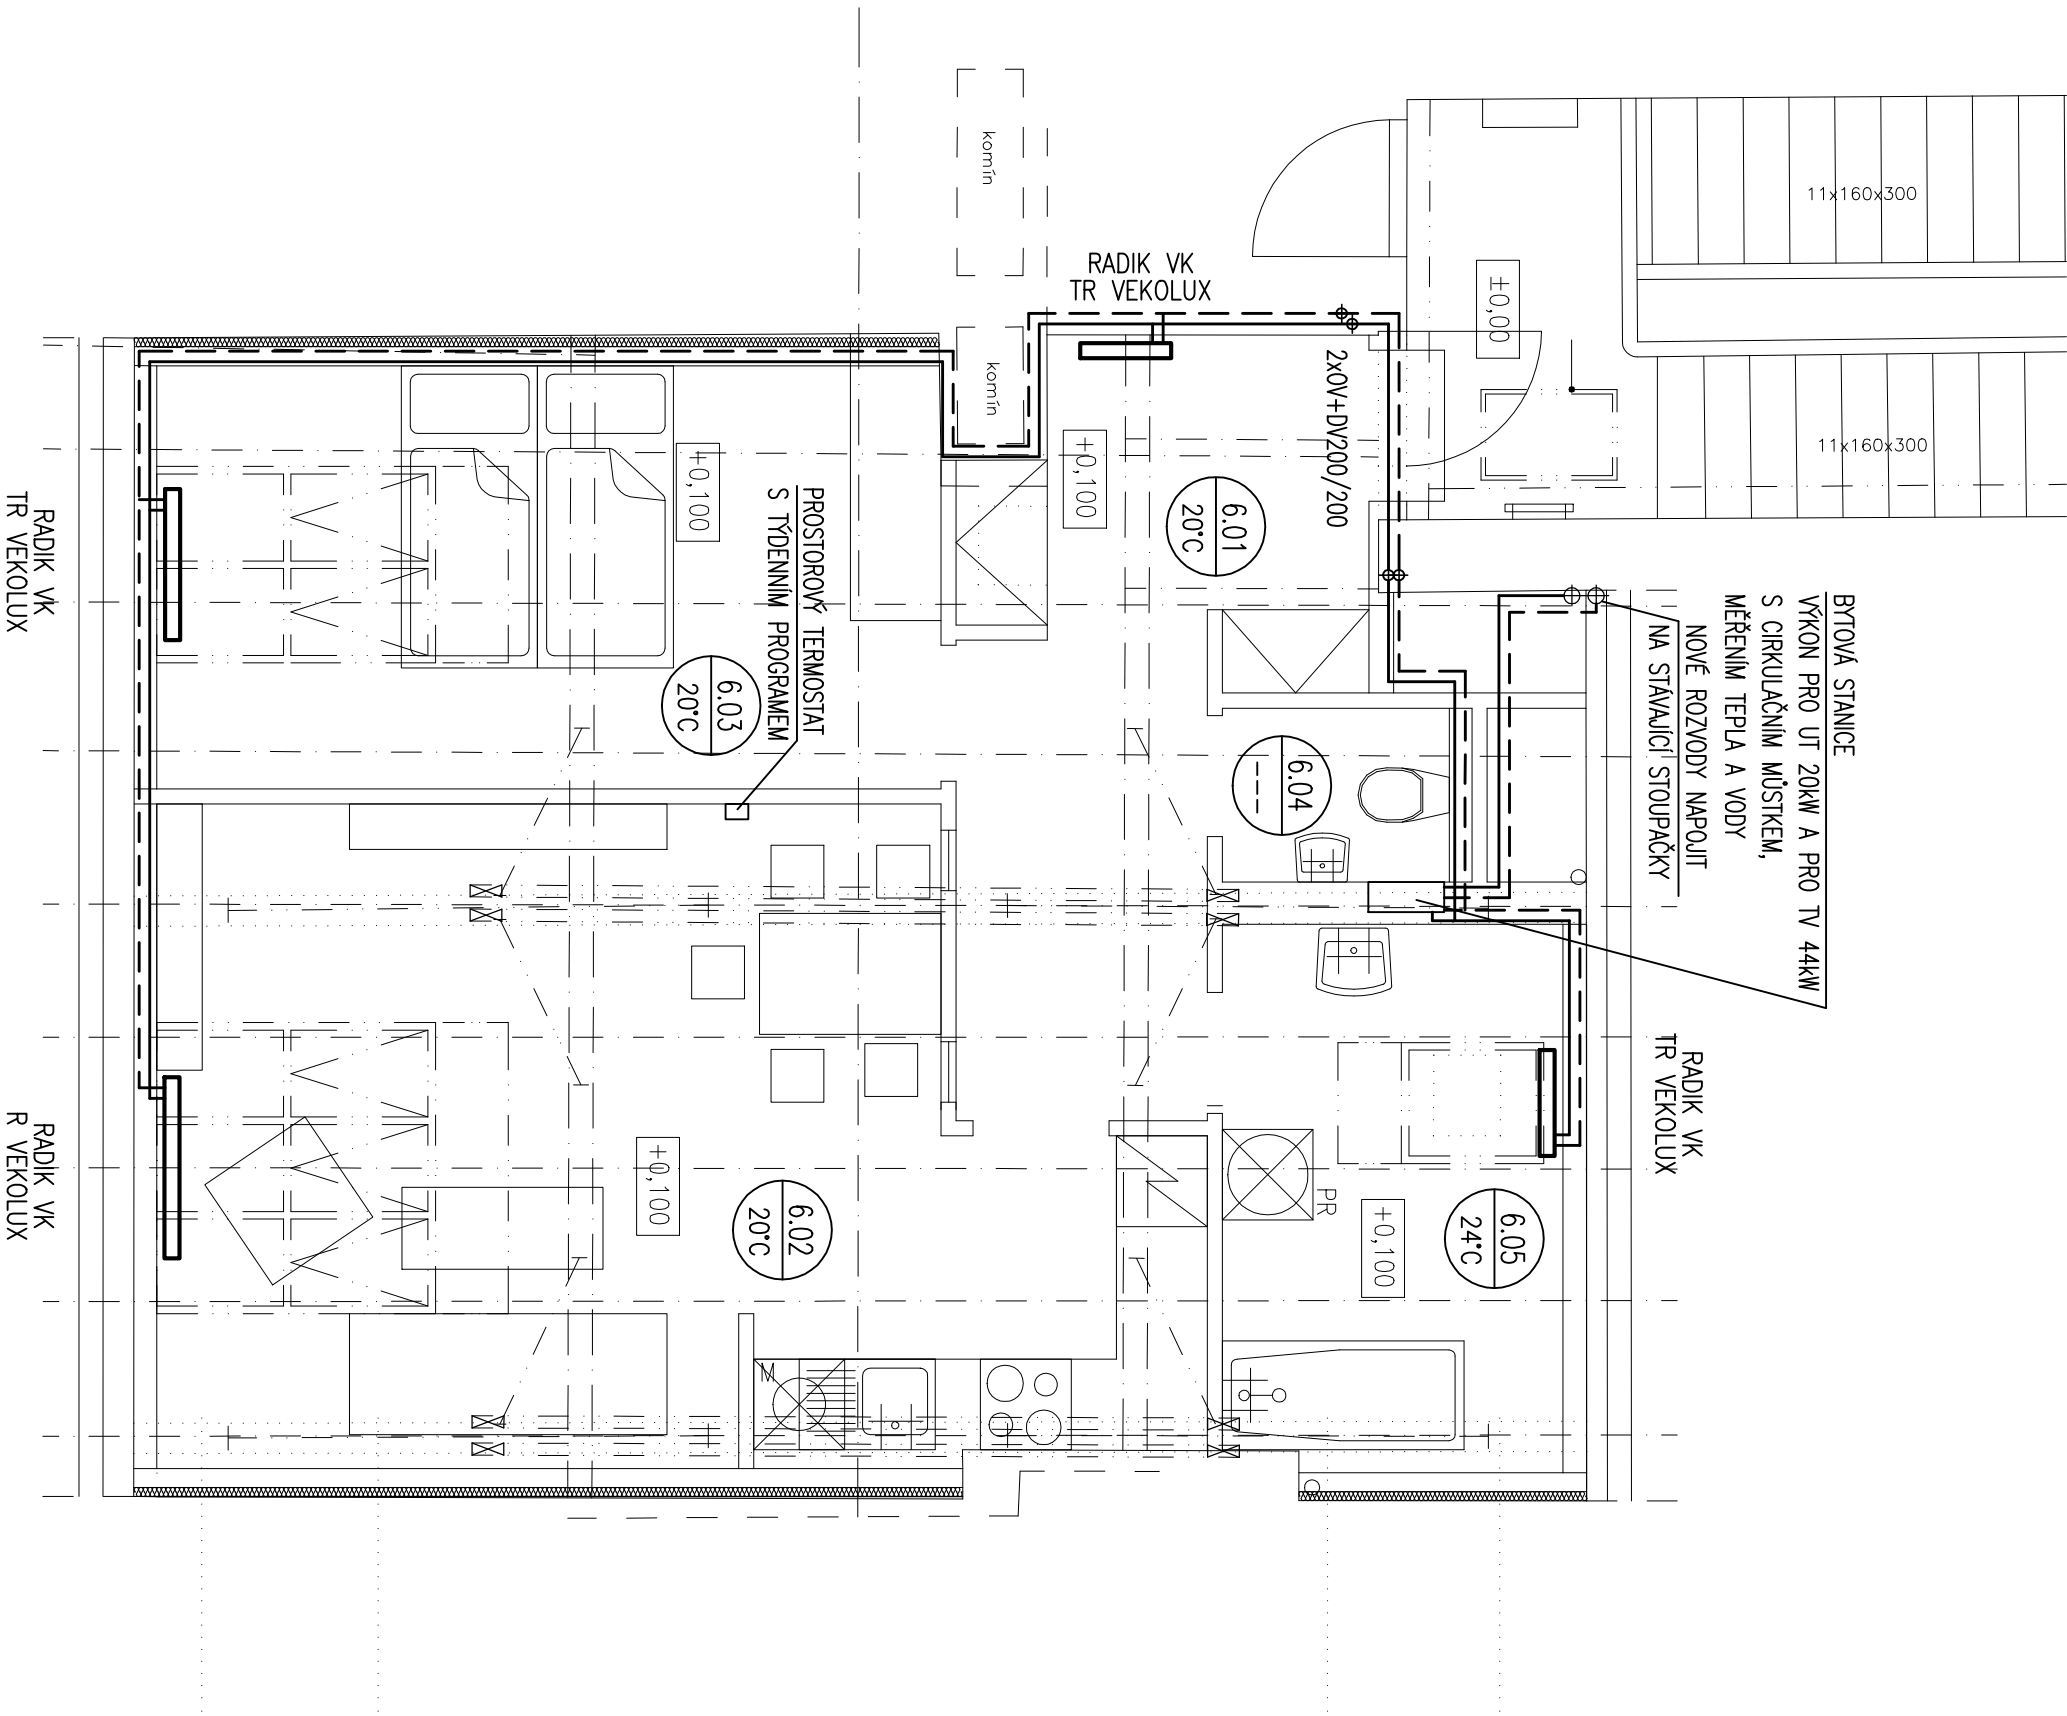 komín
11x160x300
RADIK VK
TR VEKOLUX
±0,00
komín
2x0V+DV200/200
11x160x300
+0,100
+0,100
6.01
20°C
RADIK VK
TR VEKOLUX
PROSTOROVÝ TERMOSTAT
S TÝDENNÍM PROGRAMEM
6.03
20°C
BYTOVÁ STANICE
VÝKON PRO UT 20kW A PRO TV 44kW
S CIRKULAČNÍM MŮSTKEM,
MĚŘENÍM TEPLA A VODY
NOVÉ ROZVODY NAPOJIT
NA STÁVAJÍCÍ STOUPAČKY
6.04
---
RADIK VK
TR VEKOLUX
RADIK VK
R VEKOLUX
+0,100
6.02
20°C
PR
+0,100
6.05
24°C
M